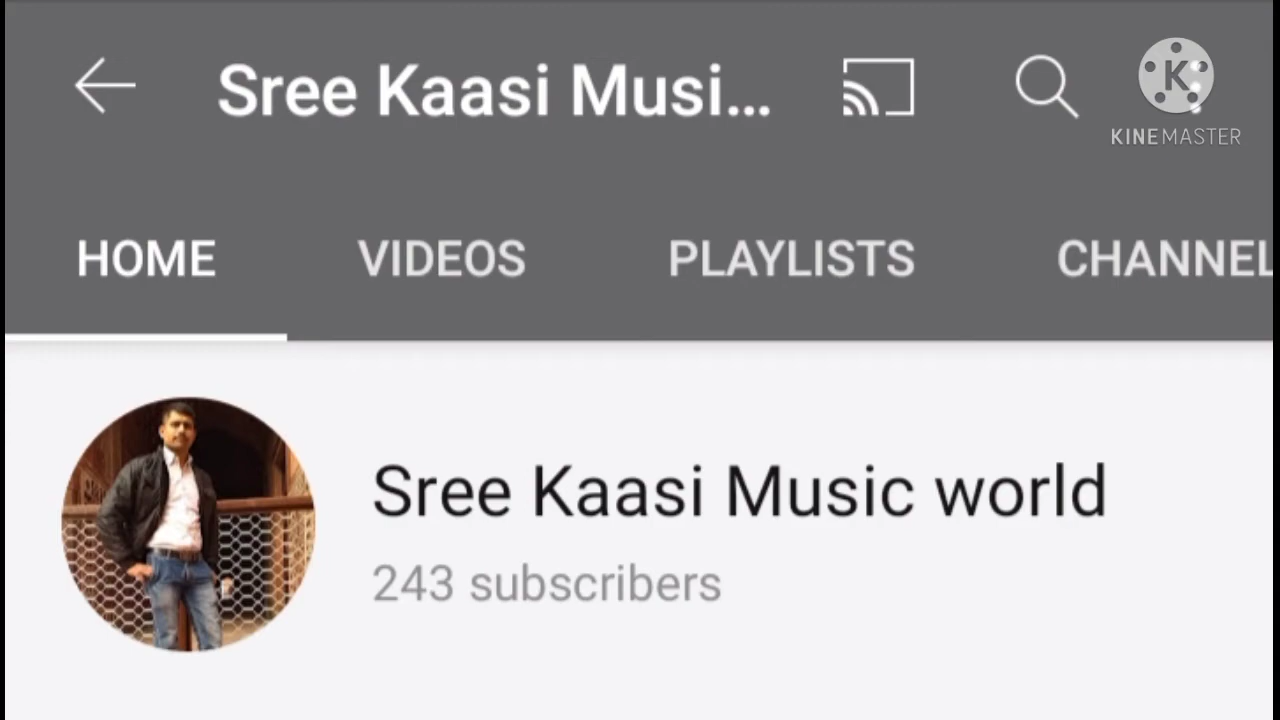 Sree Kaasi Musi...
K
KINEMASTER
HOME VIDEOS PLAYLISTS CHANNEL
Sree Kaasi Music world
243 subscribers